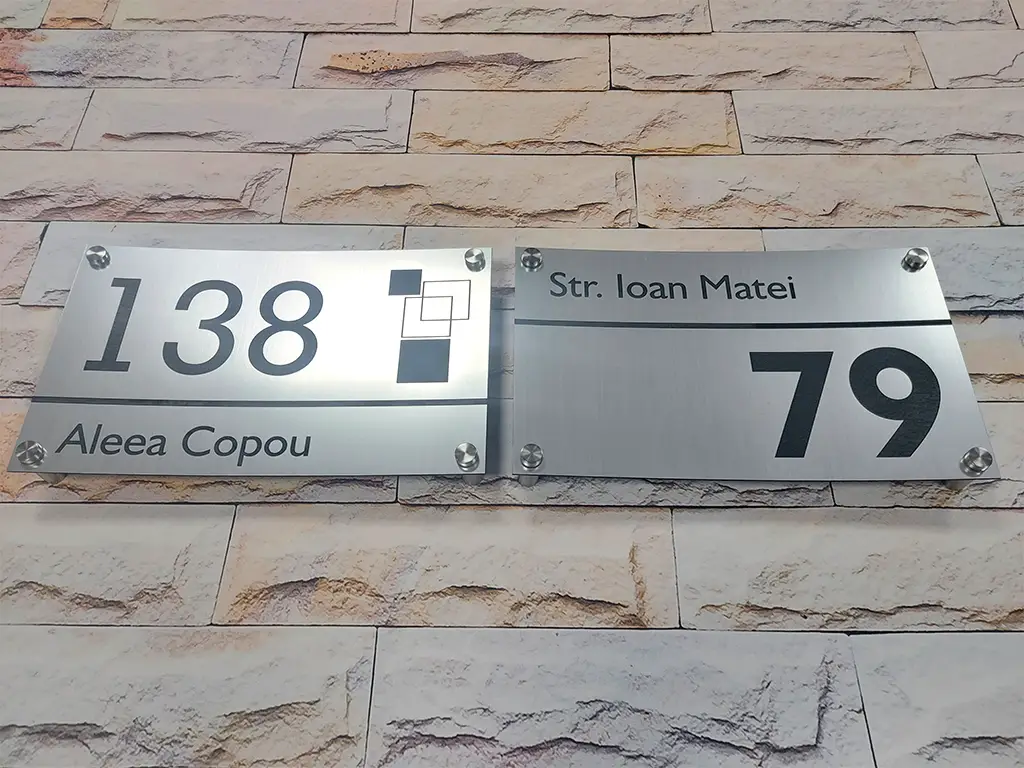 138
Aleea Copou
Str. Ioan Matei
79